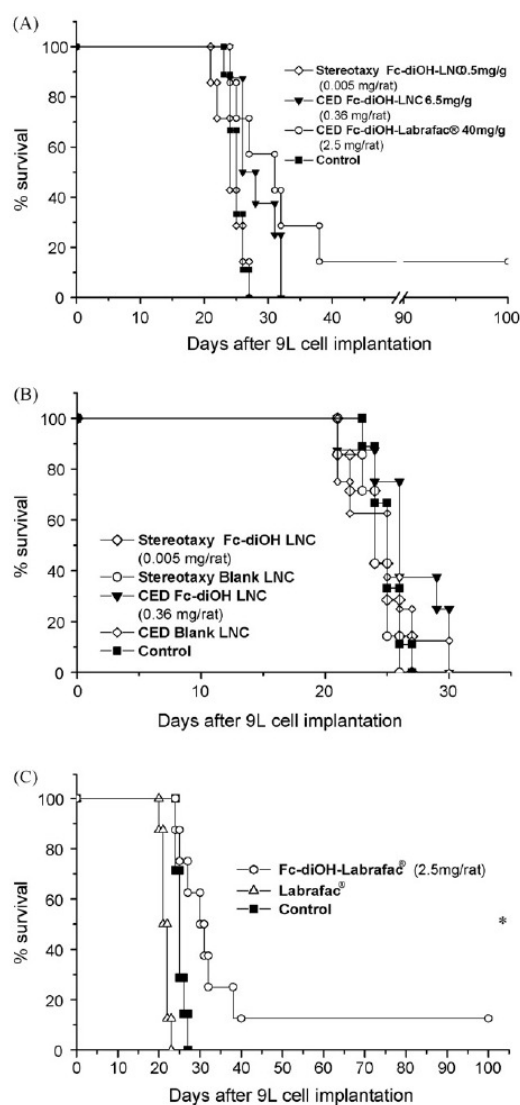 (A)
Stereotaxy Fc-diOH-LNC0.5mg/g
(0.005 mg/rat)
CED Fc-diOH-LNC 6.5mg/g
(0.36 mg/rat)
CED Fc-diOH-Labrafac® 40mg/g
(2.5 mg/rat)
Control
% survival
100
80
60
40
20
0
0 10 20 30 40 90 100
Days after 9L cell implantation
(B)
Stereotaxy Fc-diOH LNC
(0.005 mg/rat)
Stereotaxy Blank LNC
CED Fc-diOH LNC
(0.36 mg/rat)
CED Blank LNC
Control
% survival
100
80
60
40
20
0
0 10 20 30
Days after 9L cell implantation
(C)
Fc-diOH-Labrafac® (2.5mg/rat)
Labrafac®
Control
*
% survival
100
80
60
40
20
0
0 10 20 30 40 50 60 70 80 90 100
Days after 9L cell implantation